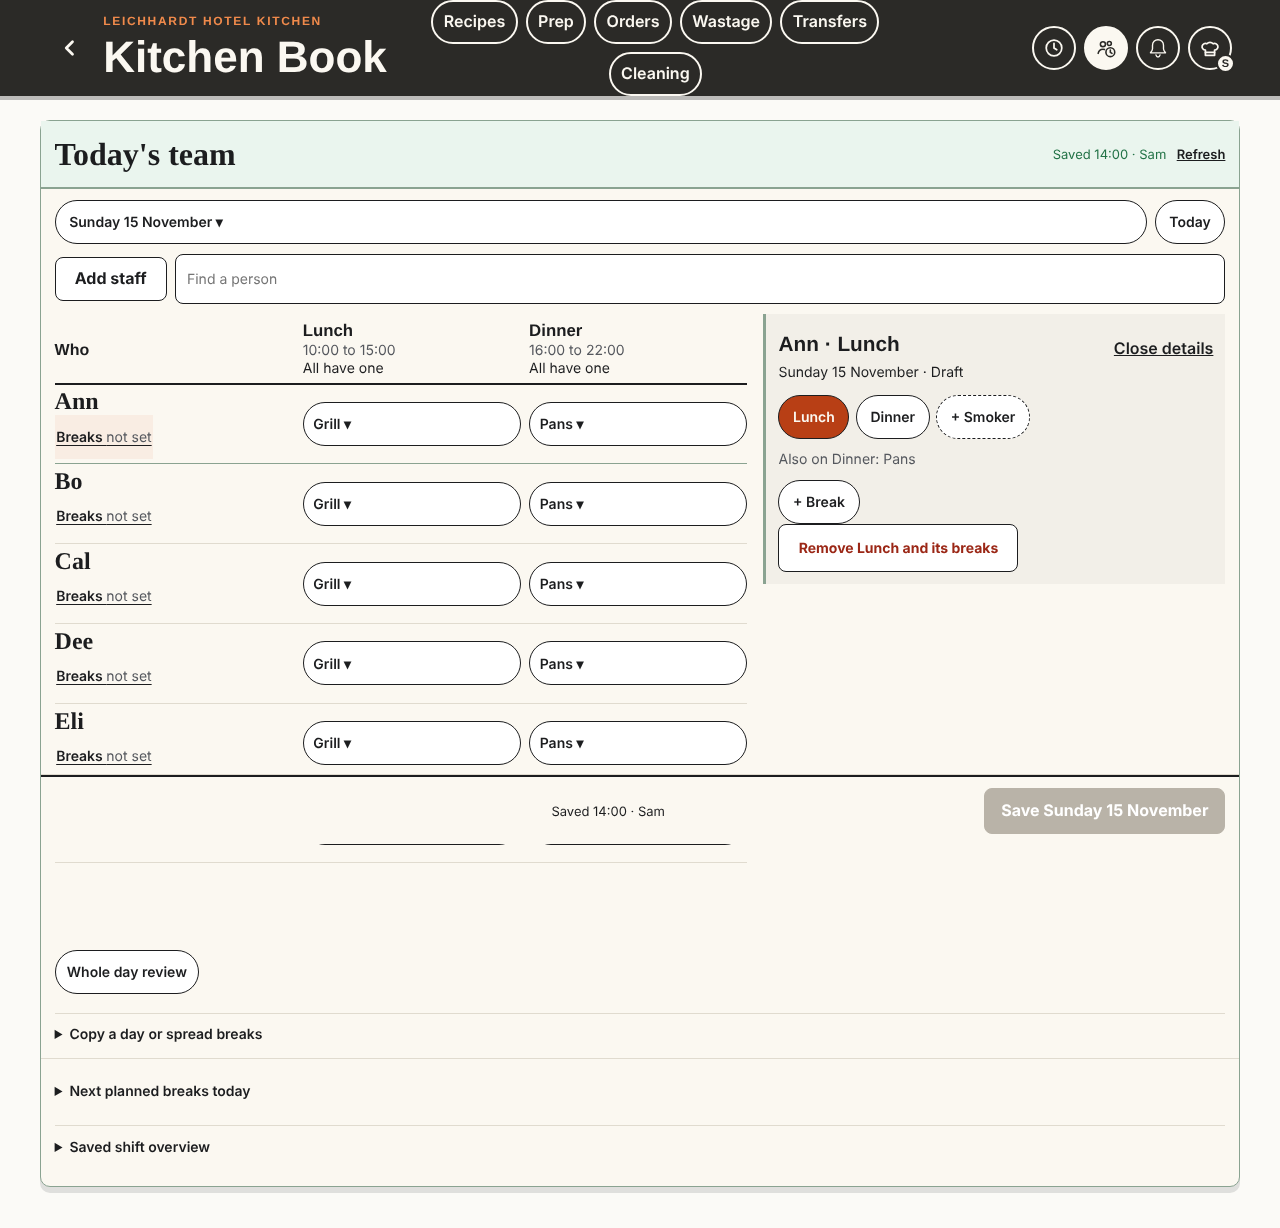 LEICHHARDT HOTEL KITCHEN
Kitchen Book
Recipes Prep Orders Wastage Transfers
Cleaning
S
Today's team
Saved 14:00 · Sam Refresh
Sunday 15 November ▾
Today
Add staff
Find a person
Who
Lunch
10:00 to 15:00
All have one
Dinner
16:00 to 22:00
All have one
Ann
Breaks not set
Grill ▾
Pans ▾
Bo
Breaks not set
Grill ▾
Pans ▾
Cal
Breaks not set
Grill ▾
Pans ▾
Dee
Breaks not set
Grill ▾
Pans ▾
Eli
Breaks not set
Grill ▾
Pans ▾
Ann · Lunch
Close details
Sunday 15 November · Draft
Lunch
Dinner
+ Smoker
Also on Dinner: Pans
+ Break
Remove Lunch and its breaks
Saved 14:00 · Sam
Save Sunday 15 November
Whole day review
▶ Copy a day or spread breaks
▶ Next planned breaks today
▶ Saved shift overview